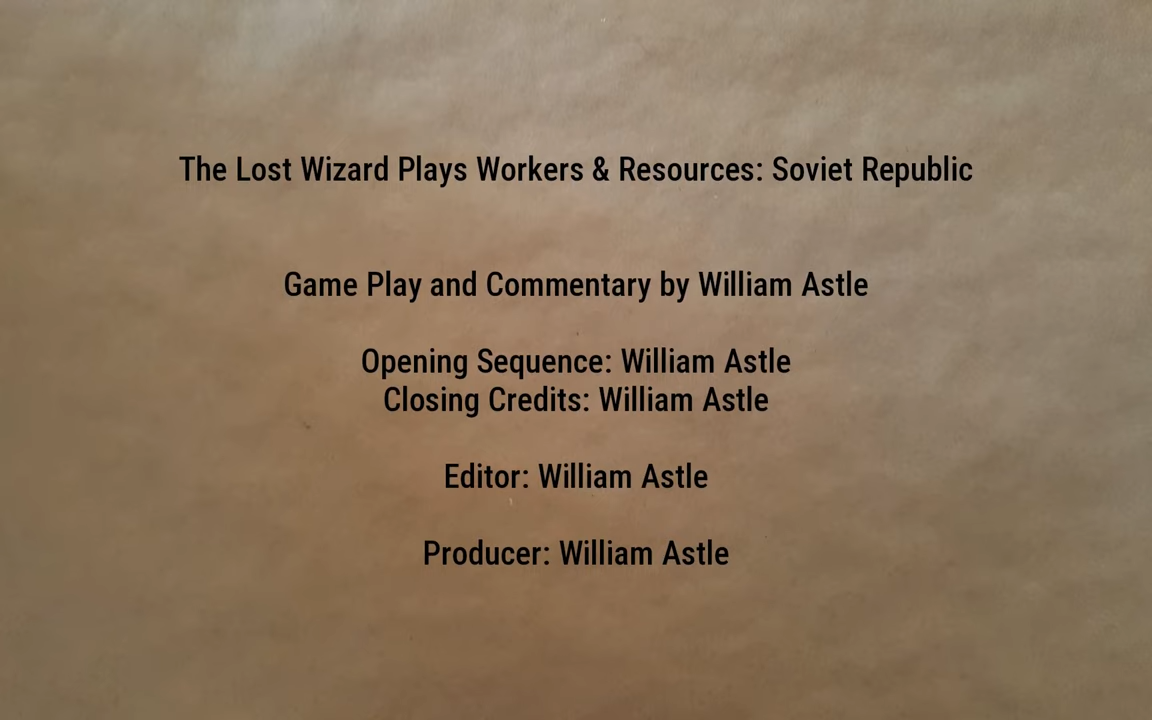 The Lost Wizard Plays Workers & Resources: Soviet Republic
Game Play and Commentary by William Astle
Opening Sequence: William Astle
Closing Credits: William Astle
Editor: William Astle
Producer: William Astle